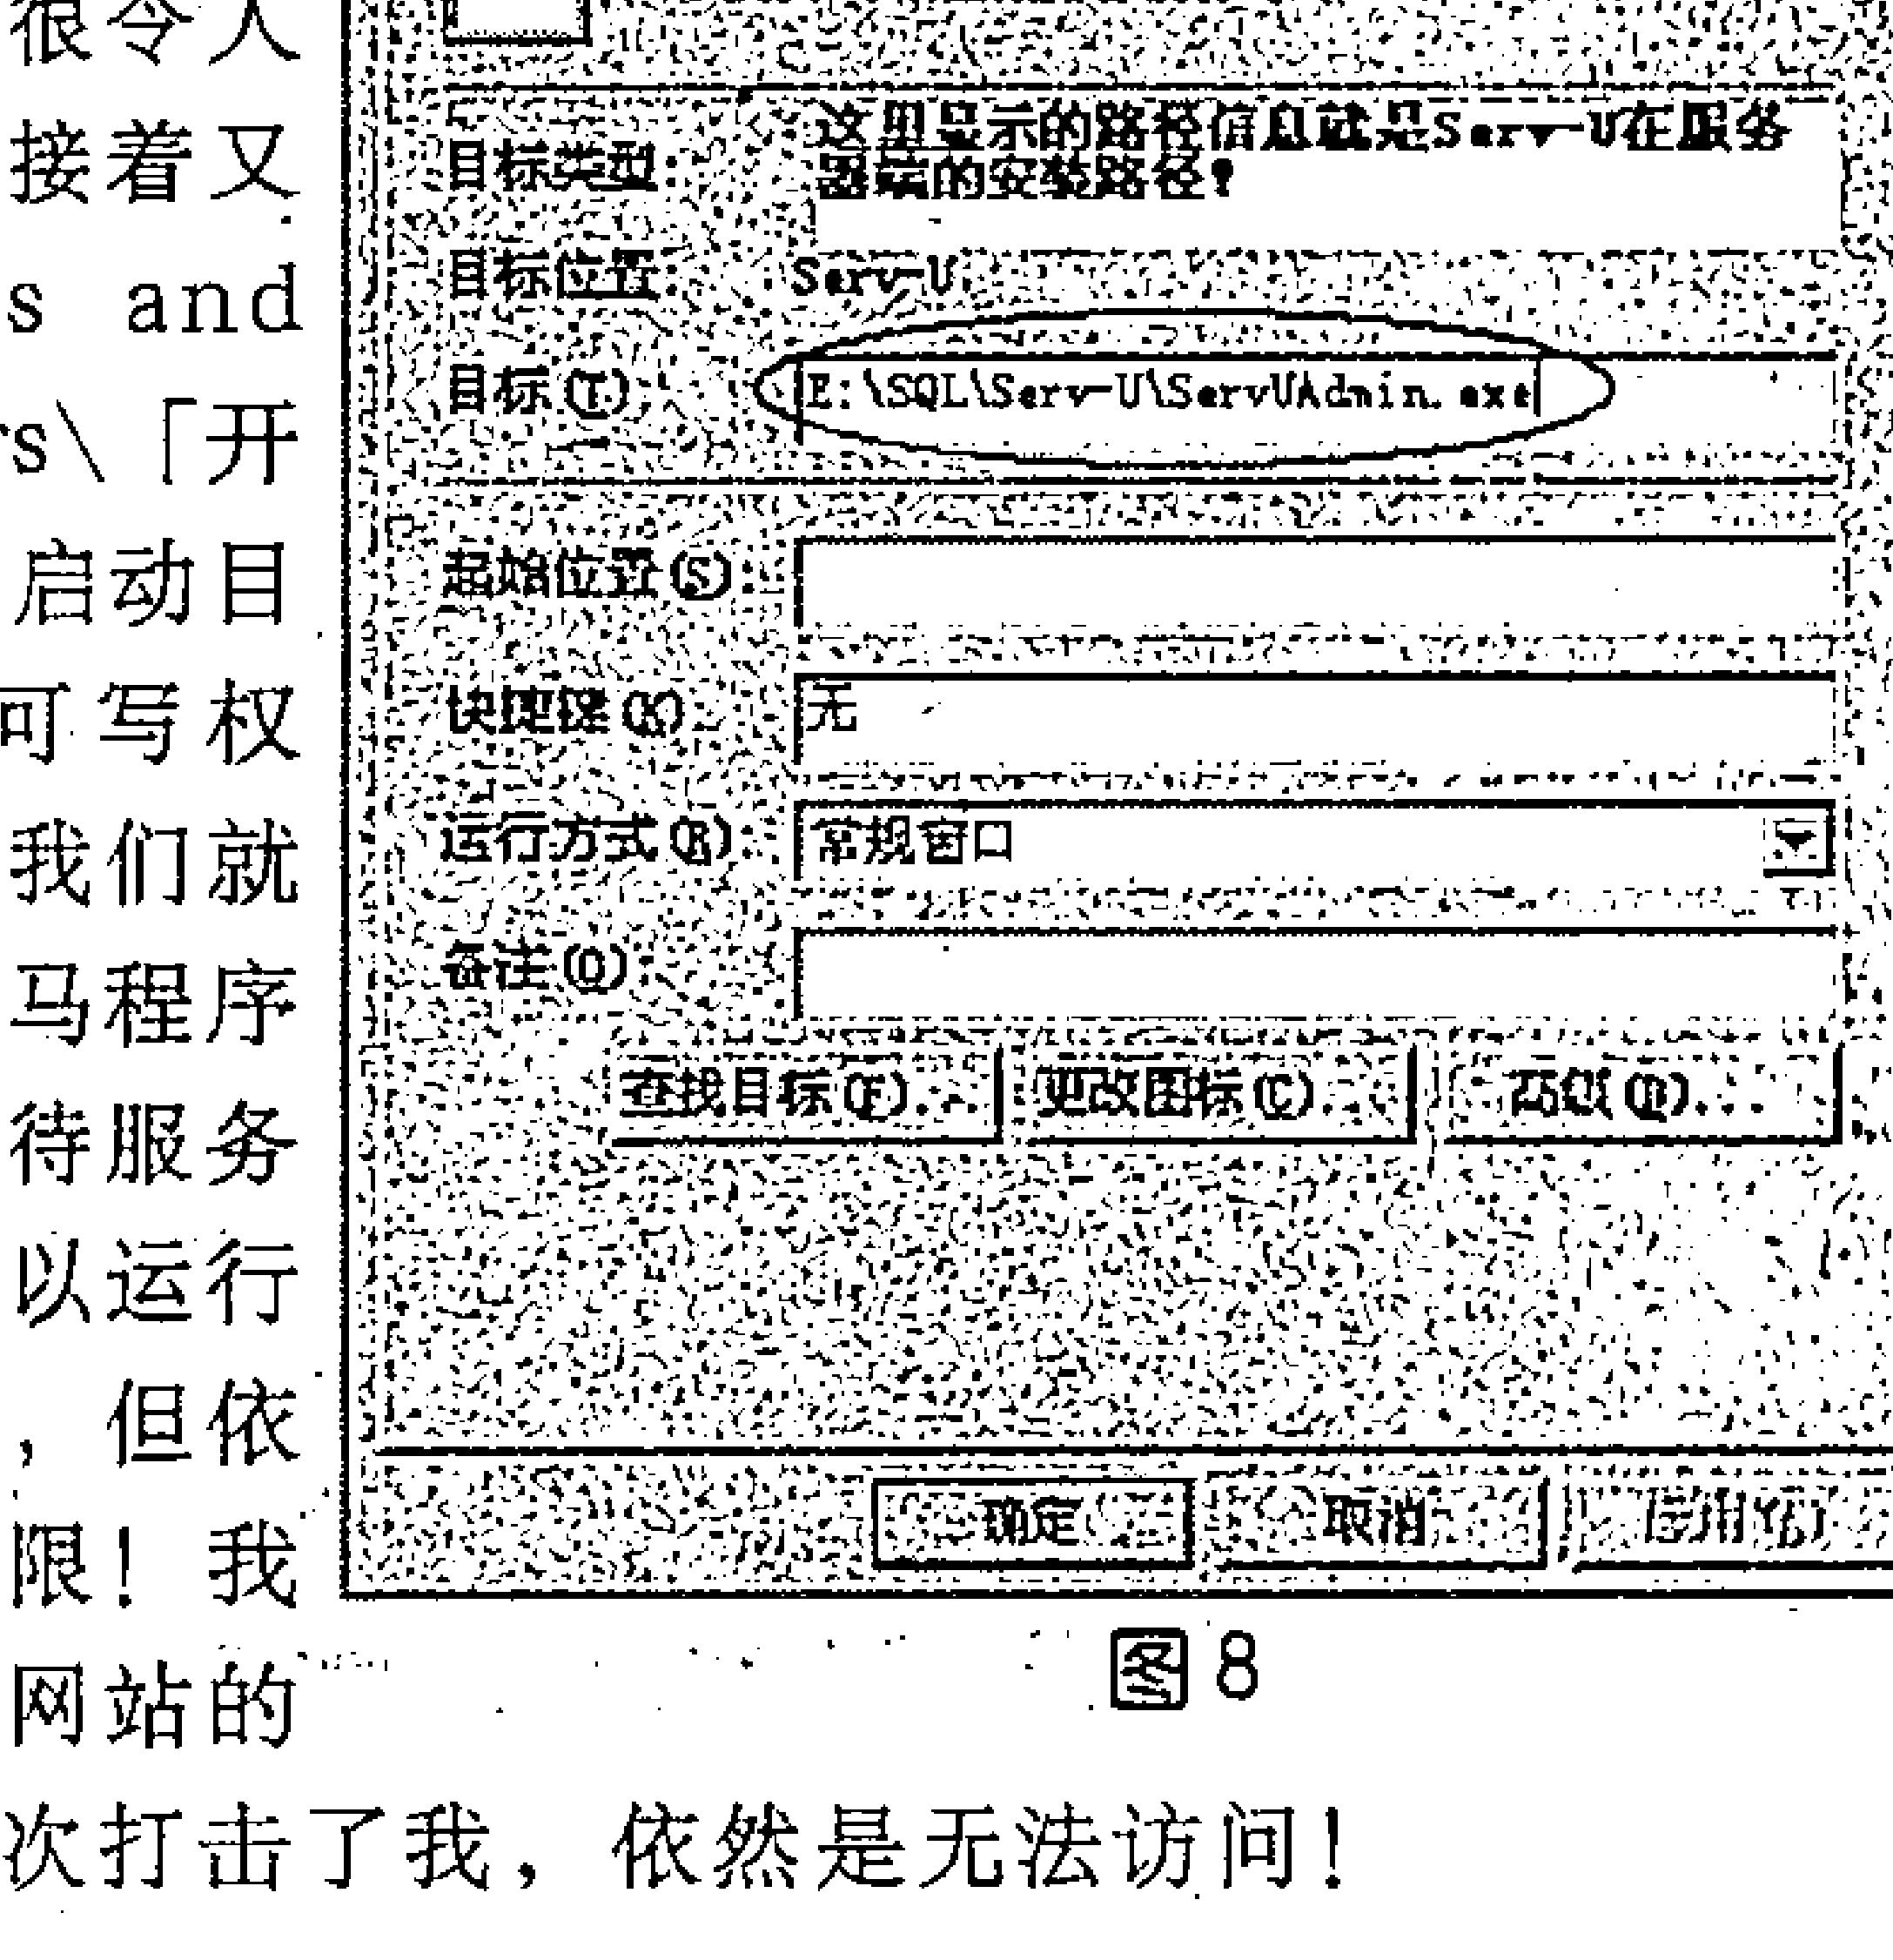 很令人
接着又
s and
rs\「开
启动目
可写权
我们就
马程序
待服务
以运行
，但依
限！我
网站的
次打击了我，依然是无法访问！
这里显示的路径信息就是Serv-U在服务
器端的安装路径！
目标类型:
目标位置: Serv-U
目标(T): E:\SQL\Serv-U\ServUAdmin.exe
起始位置(S):
快捷键(K): 无
运行方式(R): 常规窗口
备注(O):
查找目标(F)... 更改图标(C)... 高级(D)...
确定 取消 应用(A)
图8